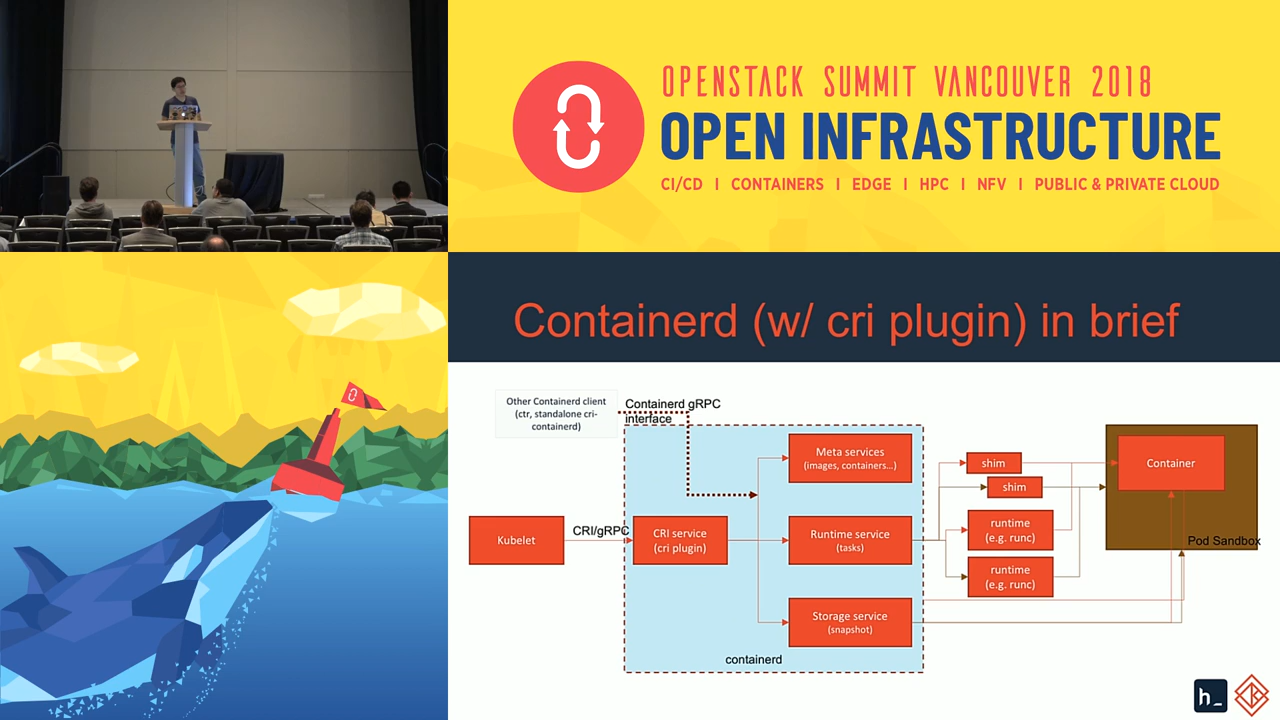 OPENSTACK SUMMIT VANCOUVER 2018
OPEN INFRASTRUCTURE
CI/CD | CONTAINERS | EDGE | HPC | NFV | PUBLIC & PRIVATE CLOUD
Containerd (w/ cri plugin) in brief
Other Containerd client
(ctr, standalone cri-
containerd)
Containerd gRPC
interface
Kubelet
CRI/gRPC
CRI service
(cri plugin)
Meta services
(images, containers...)
Runtime service
(tasks)
Storage service
(snapshot)
containerd
shim
shim
runtime
(e.g. runc)
runtime
(e.g. runc)
Container
Pod Sandbox
h_